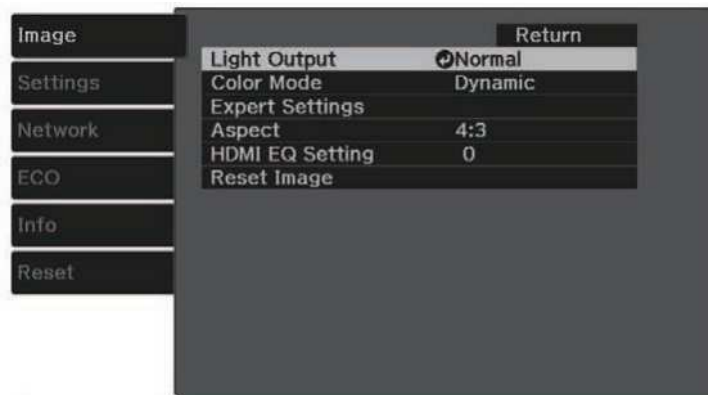 Image
Settings
Network
ECO
Info
Reset
Return
Light Output Normal
Color Mode Dynamic
Expert Settings
Aspect 4:3
HDMI EQ Setting 0
Reset Image